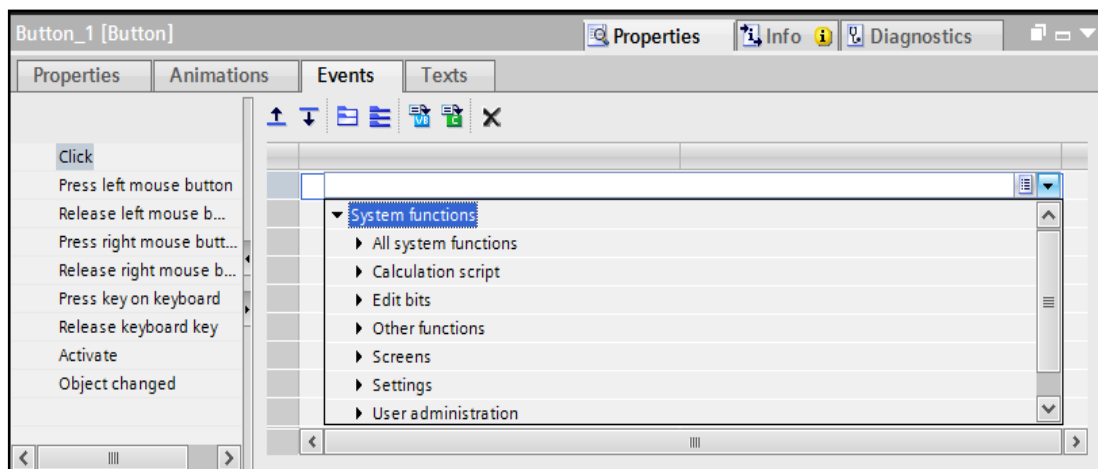 Button_1 [Button]
Properties
Info
Diagnostics
Properties
Animations
Events
Texts
VB
C
Click
Press left mouse button
Release left mouse b...
Press right mouse butt...
Release right mouse b...
Press key on keyboard
Release keyboard key
Activate
Object changed
System functions
All system functions
Calculation script
Edit bits
Other functions
Screens
Settings
User administration